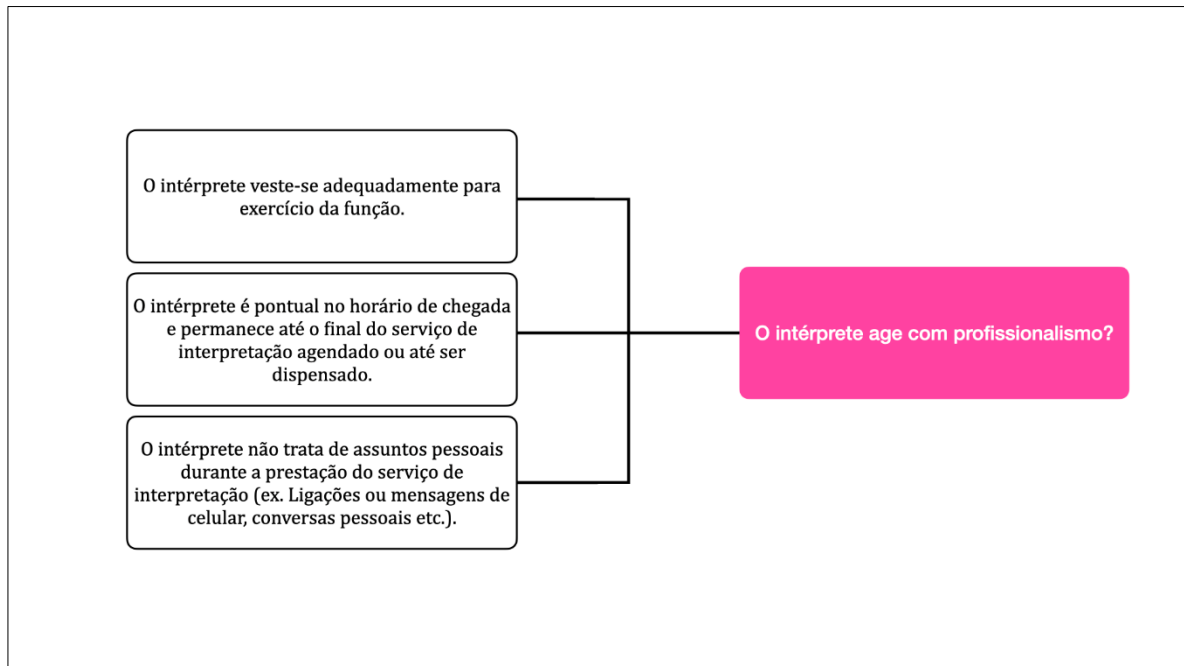 O intérprete veste-se adequadamente para
exercício da função.
O intérprete é pontual no horário de chegada
e permanece até o final do serviço de
interpretação agendado ou até ser
dispensado.
O intérprete não trata de assuntos pessoais
durante a prestação do serviço de
interpretação (ex. Ligações ou mensagens de
celular, conversas pessoais etc.).
O intérprete age com profissionalismo?